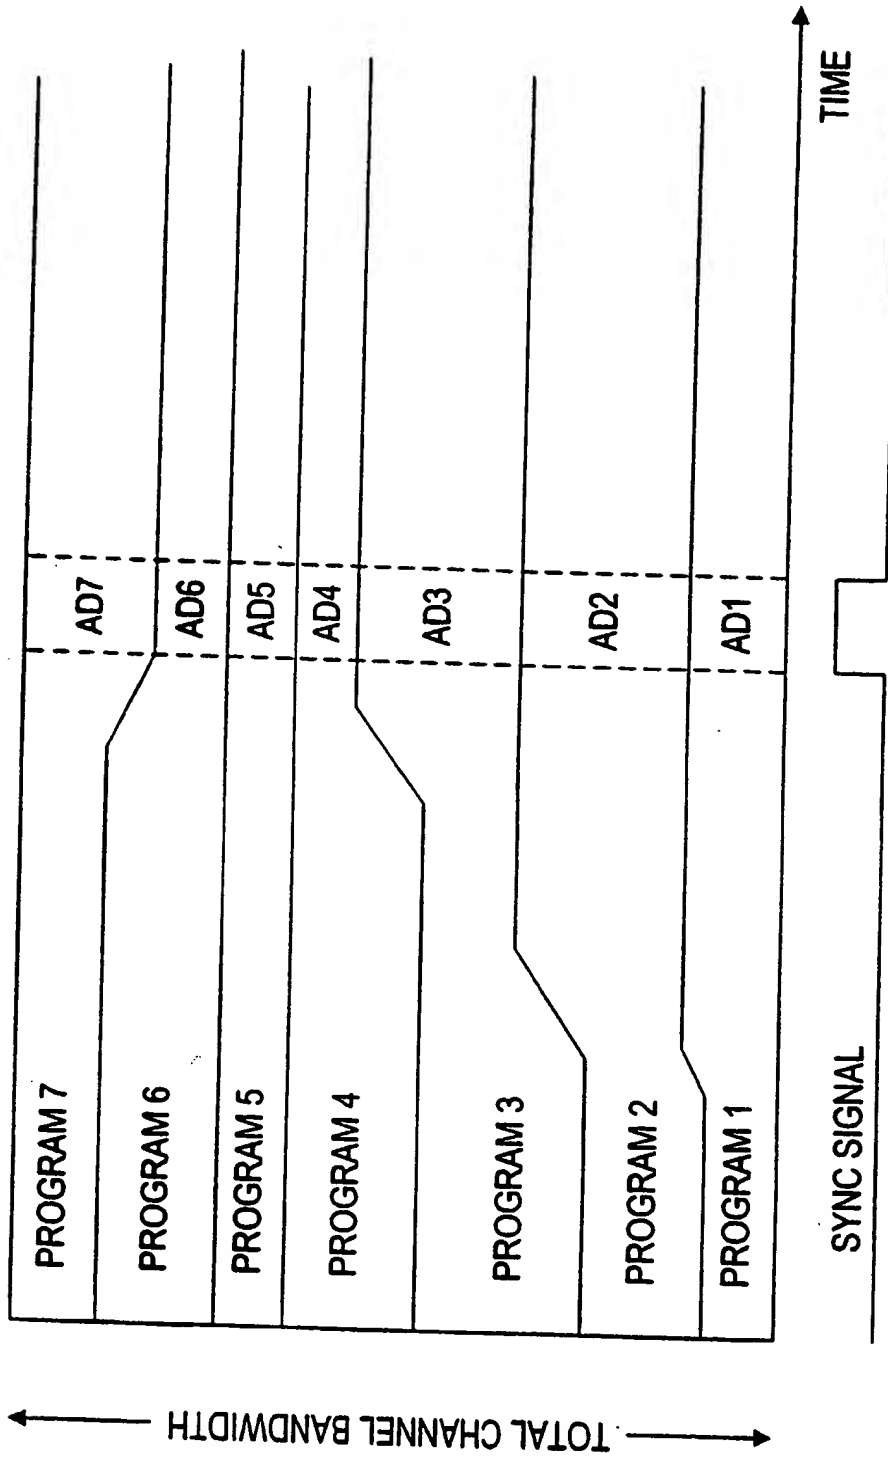 TOTAL CHANNEL BANDWIDTH
PROGRAM 7
AD7
PROGRAM 6
AD6
PROGRAM 5
AD5
PROGRAM 4
AD4
PROGRAM 3
AD3
PROGRAM 2
AD2
PROGRAM 1
AD1
TIME
SYNC SIGNAL